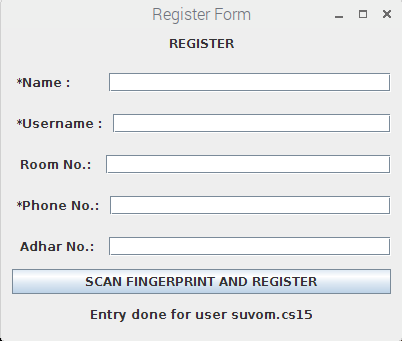 Register Form
REGISTER
*Name :
*Username :
Room No.:
*Phone No.:
Adhar No.:
SCAN FINGERPRINT AND REGISTER
Entry done for user suvom.cs15